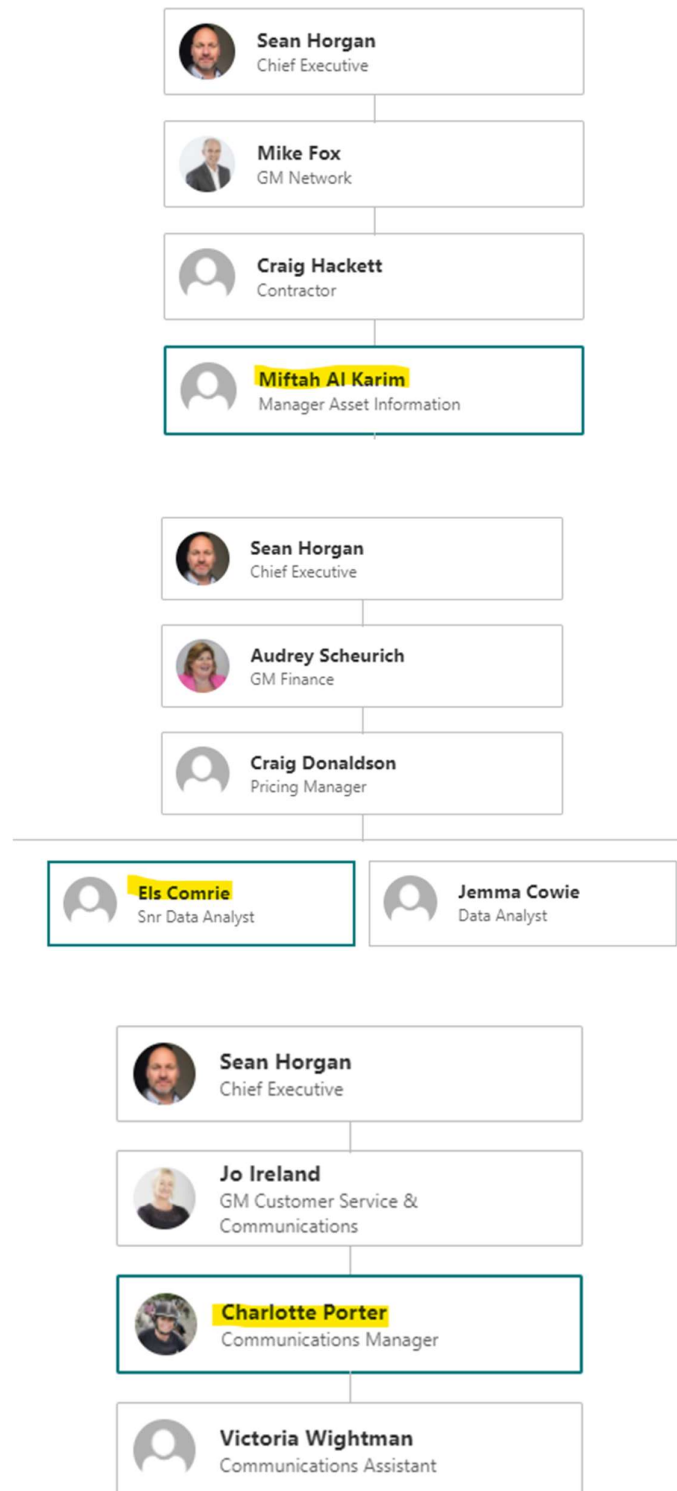 Sean Horgan
Chief Executive
Mike Fox
GM Network
Craig Hackett
Contractor
Miftah Al Karim
Manager Asset Information
Sean Horgan
Chief Executive
Audrey Scheurich
GM Finance
Craig Donaldson
Pricing Manager
Els Comrie
Snr Data Analyst
Jemma Cowie
Data Analyst
Sean Horgan
Chief Executive
Jo Ireland
GM Customer Service &
Communications
Charlotte Porter
Communications Manager
Victoria Wightman
Communications Assistant